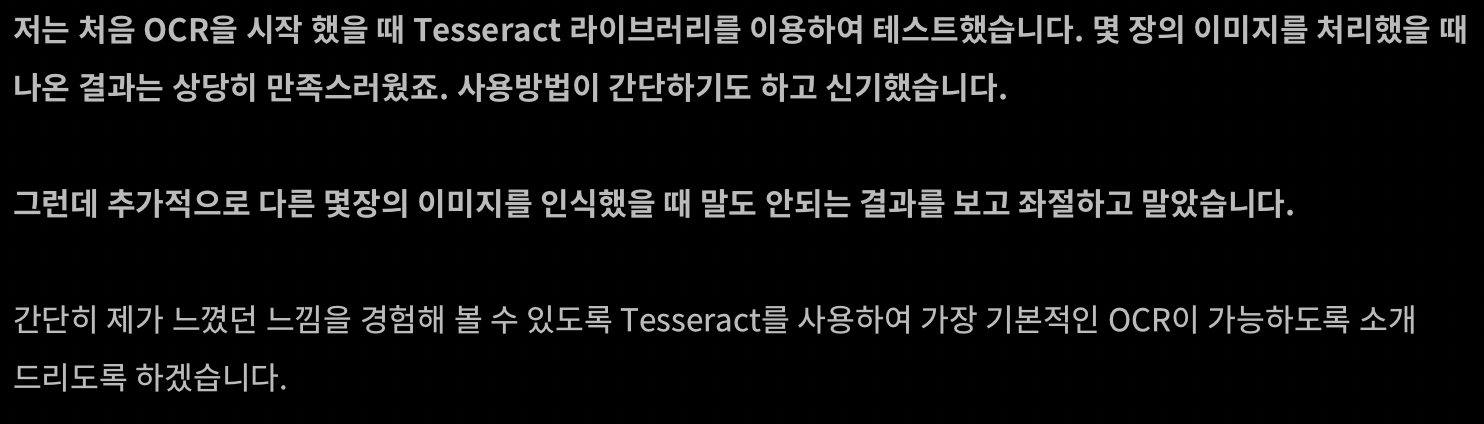 저는 처음 OCR을 시작 했을 때 Tesseract 라이브러리를 이용하여 테스트했습니다. 몇 장의 이미지를 처리했을 때
나온 결과는 상당히 만족스러웠죠. 사용방법이 간단하기도 하고 신기했습니다.
그런데 추가적으로 다른 몇장의 이미지를 인식했을 때 말도 안되는 결과를 보고 좌절하고 말았습니다.
간단히 제가 느꼈던 느낌을 경험해 볼 수 있도록 Tesseract를 사용하여 가장 기본적인 OCR이 가능하도록 소개
드리도록 하겠습니다.